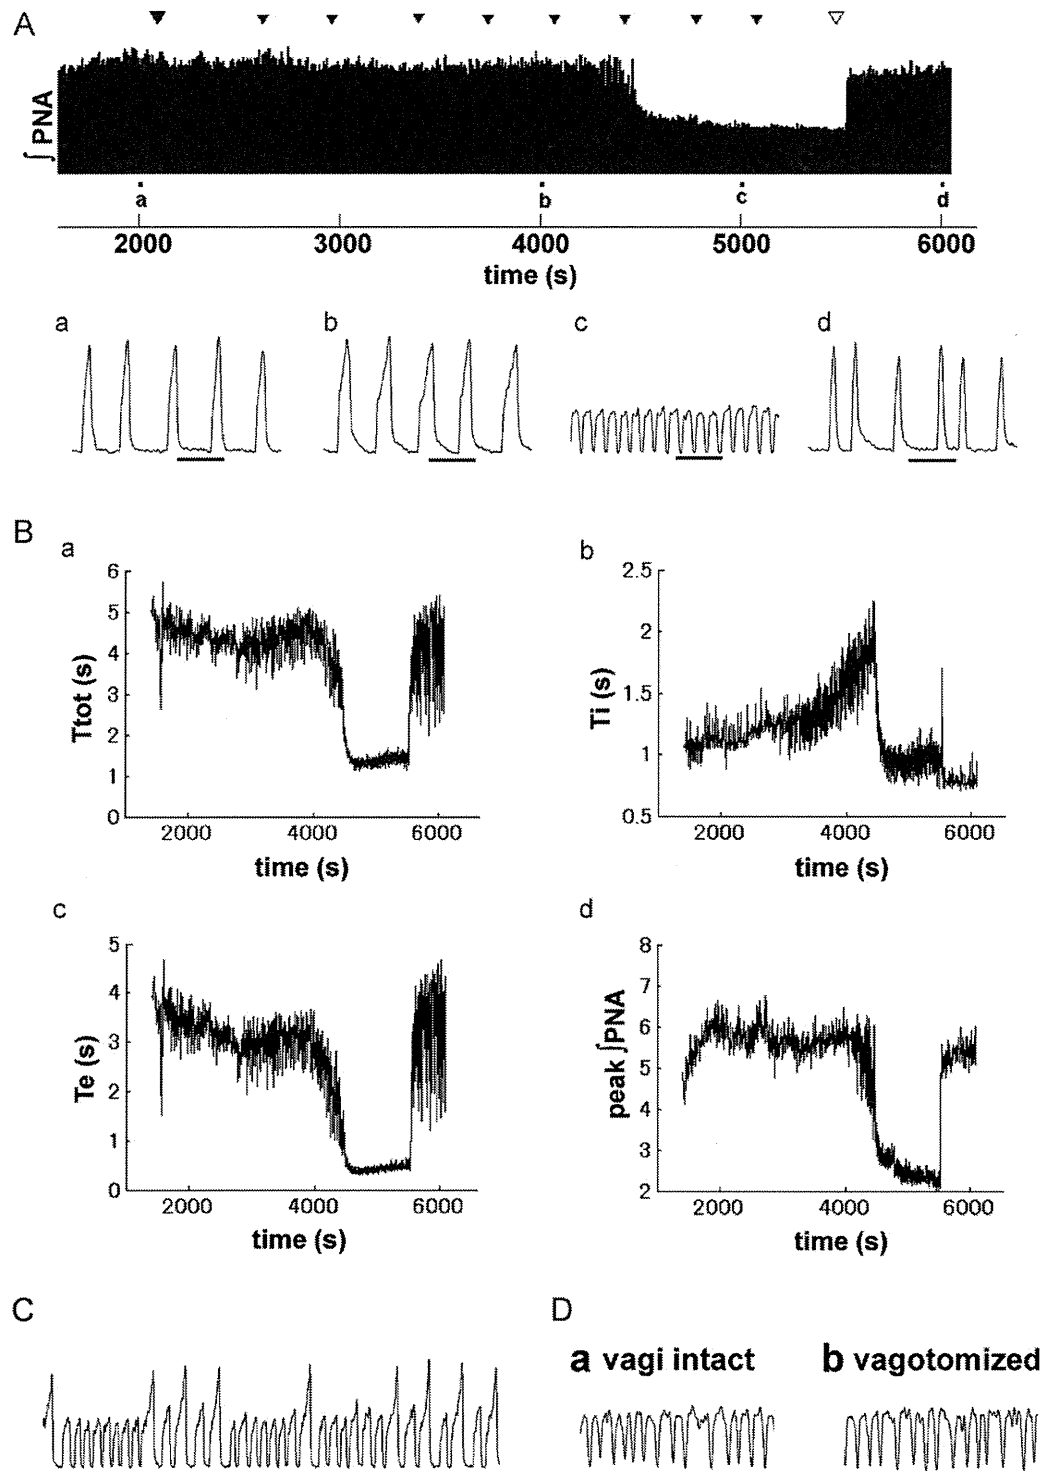 A
∫ PNA
a b c d
2000 3000 4000 5000 6000
time (s)
a b c d
B
a
6
5
4
3
2
1
0
Ttot (s)
2000 4000 6000
time (s)
b
2.5
2
1.5
1
0.5
Ti (s)
2000 4000 6000
time (s)
c
5
4
3
2
1
0
Te (s)
2000 4000 6000
time (s)
d
8
7
6
5
4
3
2
peak ∫PNA
2000 4000 6000
time (s)
C
D
a vagi intact
b vagotomized